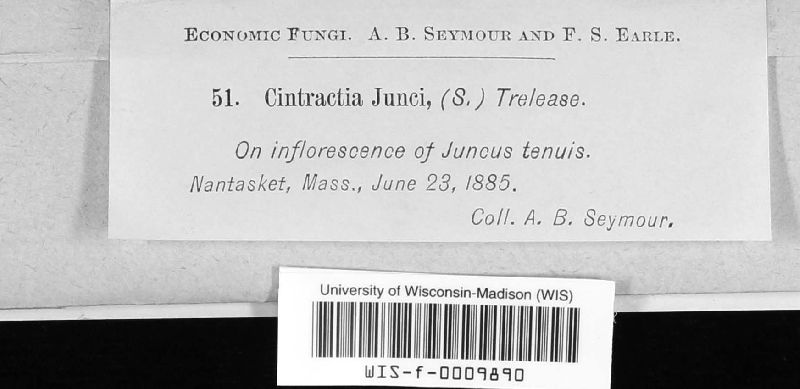 Economic Fungi. A. B. Seymour and F. S. Earle.
51. Cintractia Junci, (S.) Trelease.
On inflorescence of Juncus tenuis.
Nantasket, Mass., June 23, 1885.
Coll. A. B. Seymour.
University of Wisconsin-Madison (WIS)
WIS-f-0009890